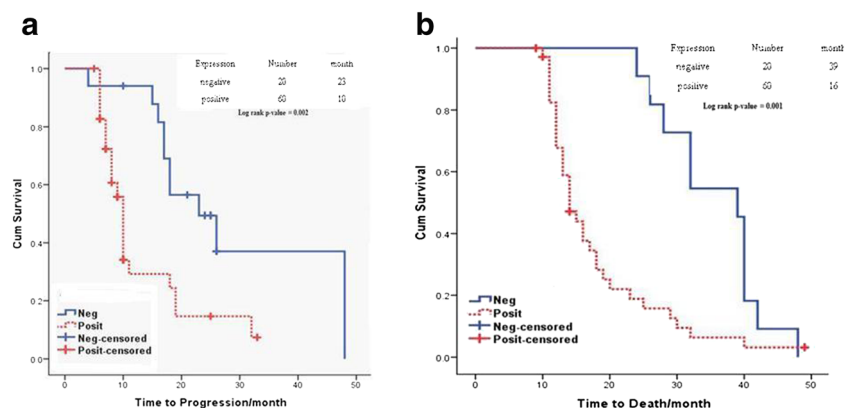 a
Expression Number month
negative 20 23
positive 60 10
Log rank p-value = 0.002
Cum Survival
1.0
0.8
0.6
0.4
0.2
0.0
Neg
Posit
Neg-censored
Posit-censored
0 10 20 30 40 50
Time to Progression/month
b
Expression Number month
negative 20 39
positive 60 16
Log rank p-value = 0.001
Cum Survival
1.0
0.8
0.6
0.4
0.2
0.0
Neg
Posit
Neg-censored
Posit-censored
0 10 20 30 40 50
Time to Death/month